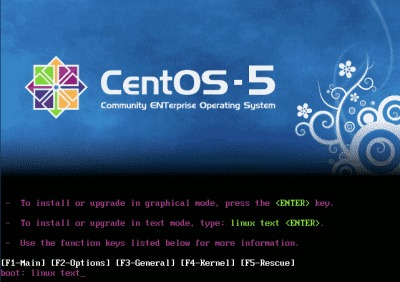 CentOS-5
Community ENTerprise Operating System
- To install or upgrade in graphical mode, press the <ENTER> key.
- To install or upgrade in text mode, type: linux text <ENTER>.
- Use the function keys listed below for more information.
[F1-Main] [F2-Options] [F3-General] [F4-Kernel] [F5-Rescue]
boot: linux text_